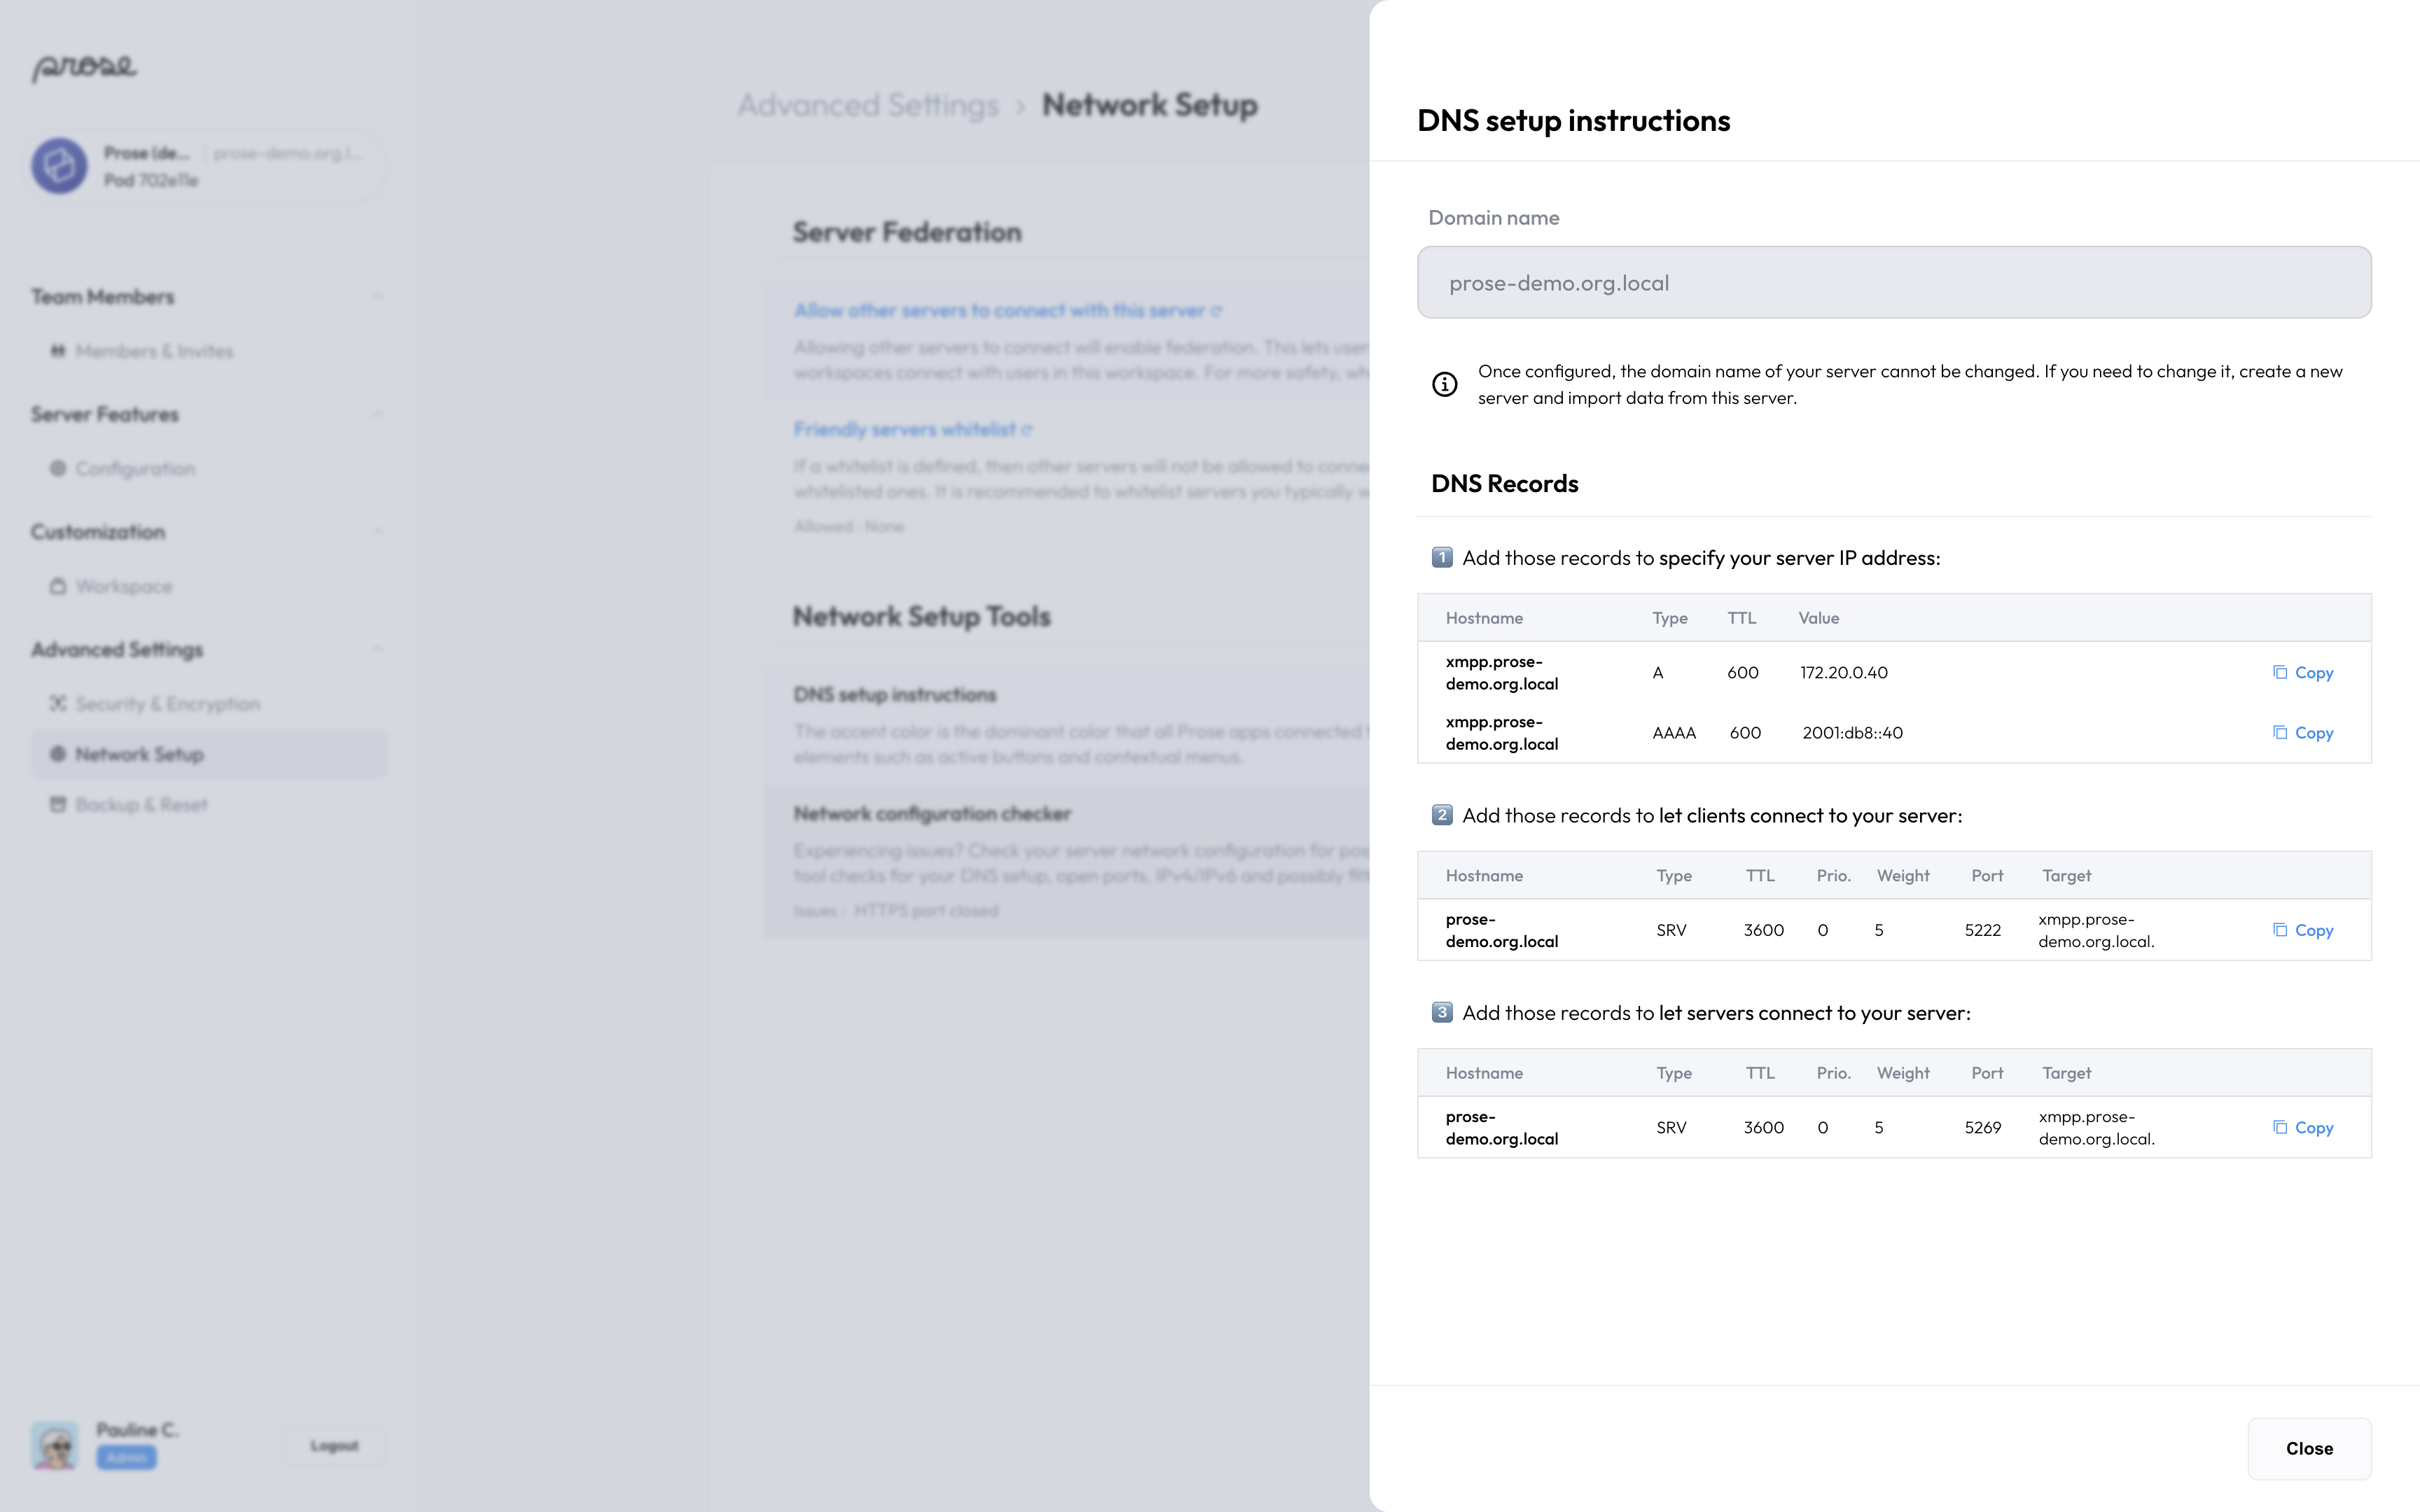 prose
Prose (de... prose-demo.org.l...
Pod 702e11e
Team Members
Members & Invites
Server Features
Configuration
Customization
Workspace
Advanced Settings
Security & Encryption
Network Setup
Backup & Reset
Pauline C.
Admin
Logout
Advanced Settings › Network Setup
Server Federation
Allow other servers to connect with this server
Allowing other servers to connect will enable federation. This lets user
workspaces connect with users in this workspace. For more safety, wh
Friendly servers whitelist
If a whitelist is defined, then other servers will not be allowed to conne
whitelisted ones. It is recommended to whitelist servers you typically w
Allowed : None
Network Setup Tools
DNS setup instructions
The accent color is the dominant color that all Prose apps connected
elements such as active buttons and contextual menus.
Network configuration checker
Experiencing issues? Check your server network configuration for pos
tool checks for your DNS setup, open ports, IPv4/IPv6 and possibly filt
Issues : HTTPS port closed
DNS setup instructions
Domain name
prose-demo.org.local
Once configured, the domain name of your server cannot be changed. If you need to change it, create a new
server and import data from this server.
DNS Records
1 Add those records to specify your server IP address:
Hostname Type TTL Value
xmpp.prose-
demo.org.local A 600 172.20.0.40 Copy
xmpp.prose-
demo.org.local AAAA 600 2001:db8::40 Copy
2 Add those records to let clients connect to your server:
Hostname Type TTL Prio. Weight Port Target
prose- xmpp.prose-
demo.org.local SRV 3600 0 5 5222 demo.org.local. Copy
3 Add those records to let servers connect to your server:
Hostname Type TTL Prio. Weight Port Target
prose- xmpp.prose-
demo.org.local SRV 3600 0 5 5269 demo.org.local. Copy
Close